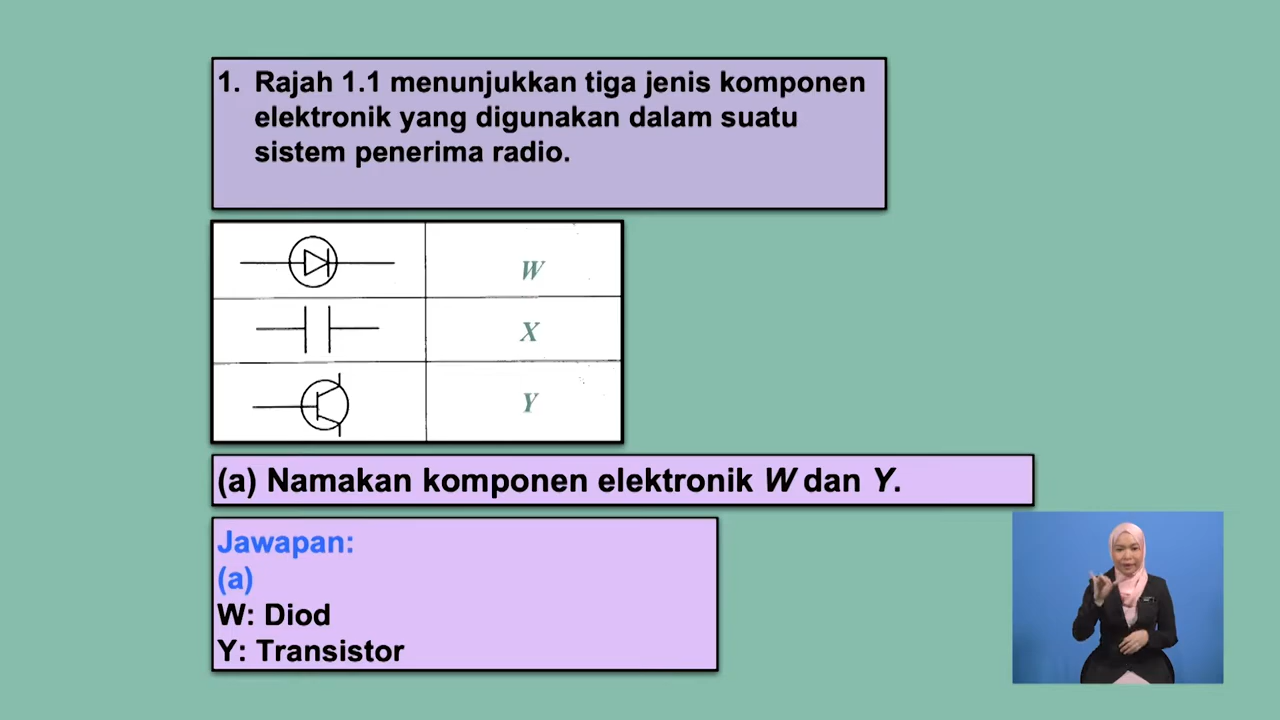 1. Rajah 1.1 menunjukkan tiga jenis komponen
elektronik yang digunakan dalam suatu
sistem penerima radio.
W
X
Y
(a) Namakan komponen elektronik W dan Y.
Jawapan:
(a)
W: Diod
Y: Transistor